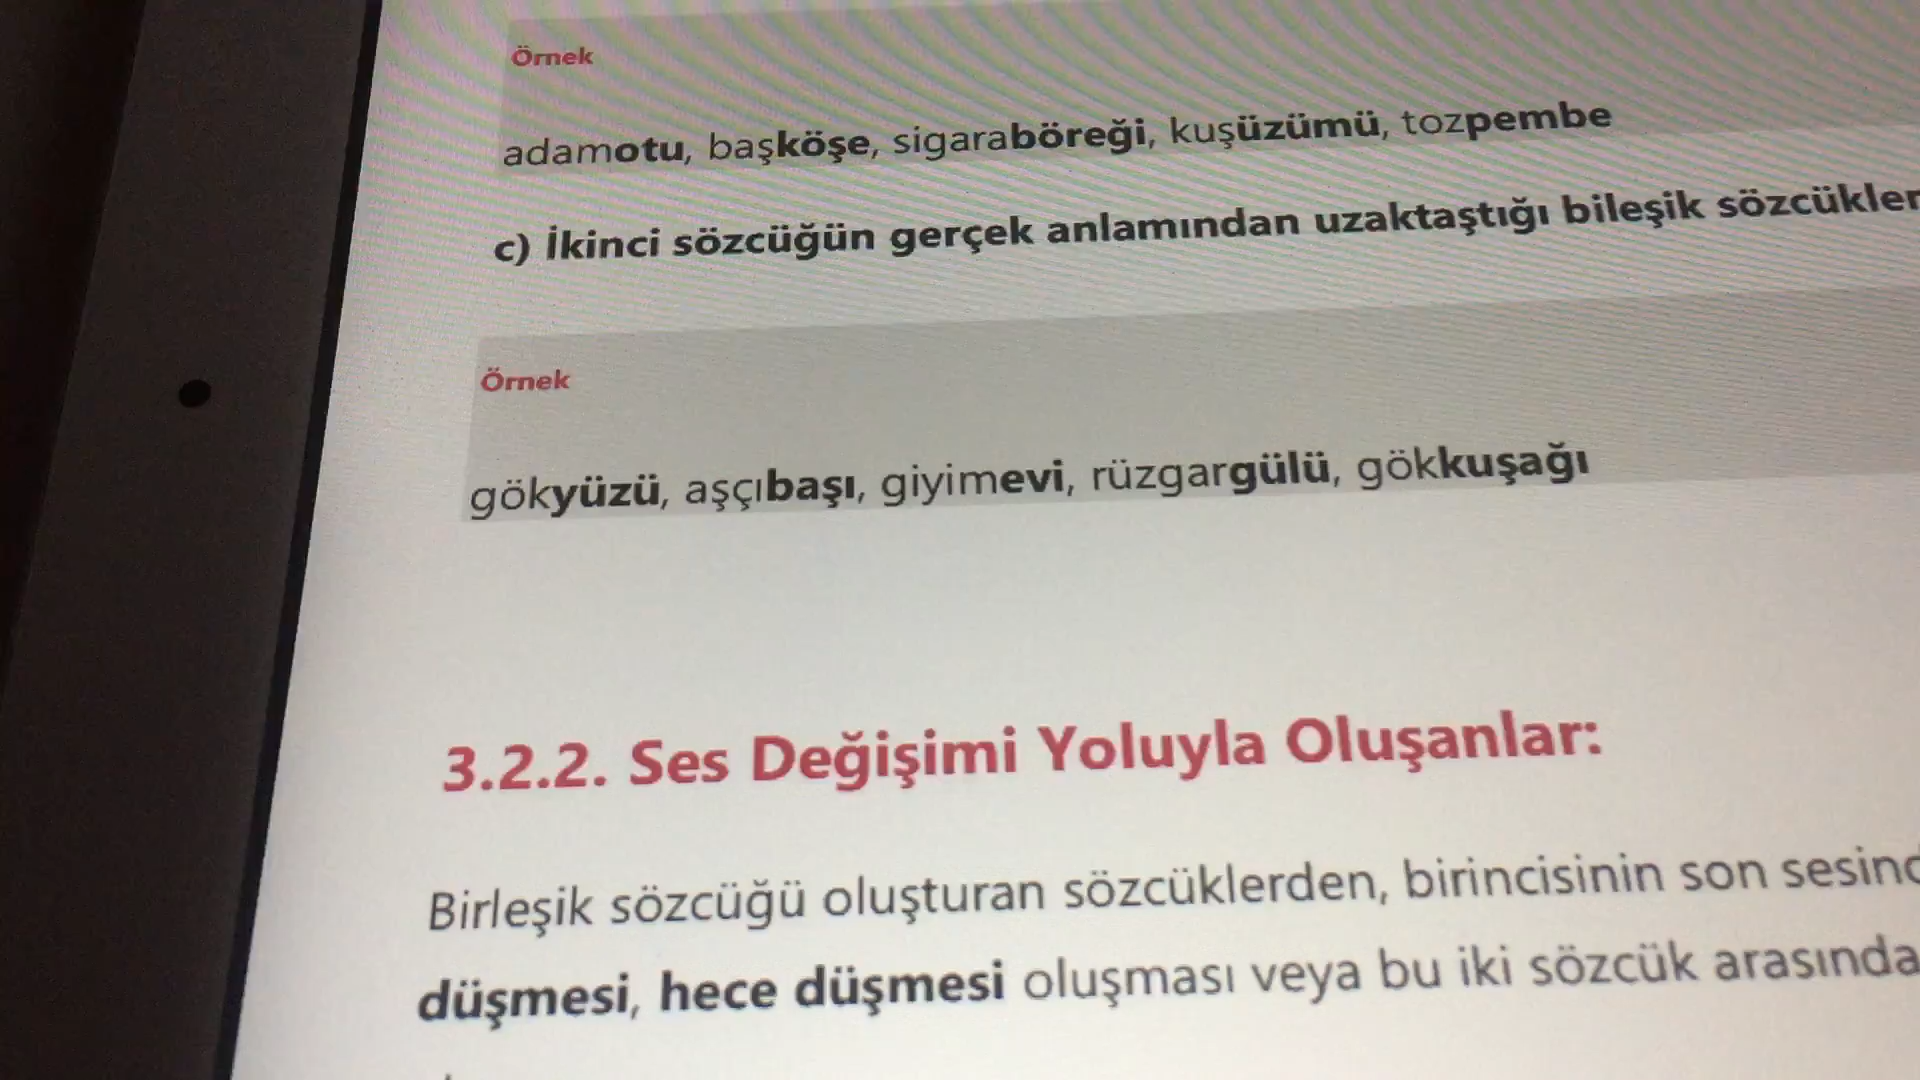 Örnek
adamotu, başköşe, sigaraböreği, kuşüzümü, tozpembe
c) İkinci sözcüğün gerçek anlamından uzaktaştığı bileşik sözcükler
Örnek
gökyüzü, aşçıbaşı, giyimevi, rüzgargülü, gökkuşağı
3.2.2. Ses Değişimi Yoluyla Oluşanlar:
Birleşik sözcüğü oluşturan sözcüklerden, birincisinin son
düşmesi, hece düşmesi oluşması veya bu iki sözcük arasında